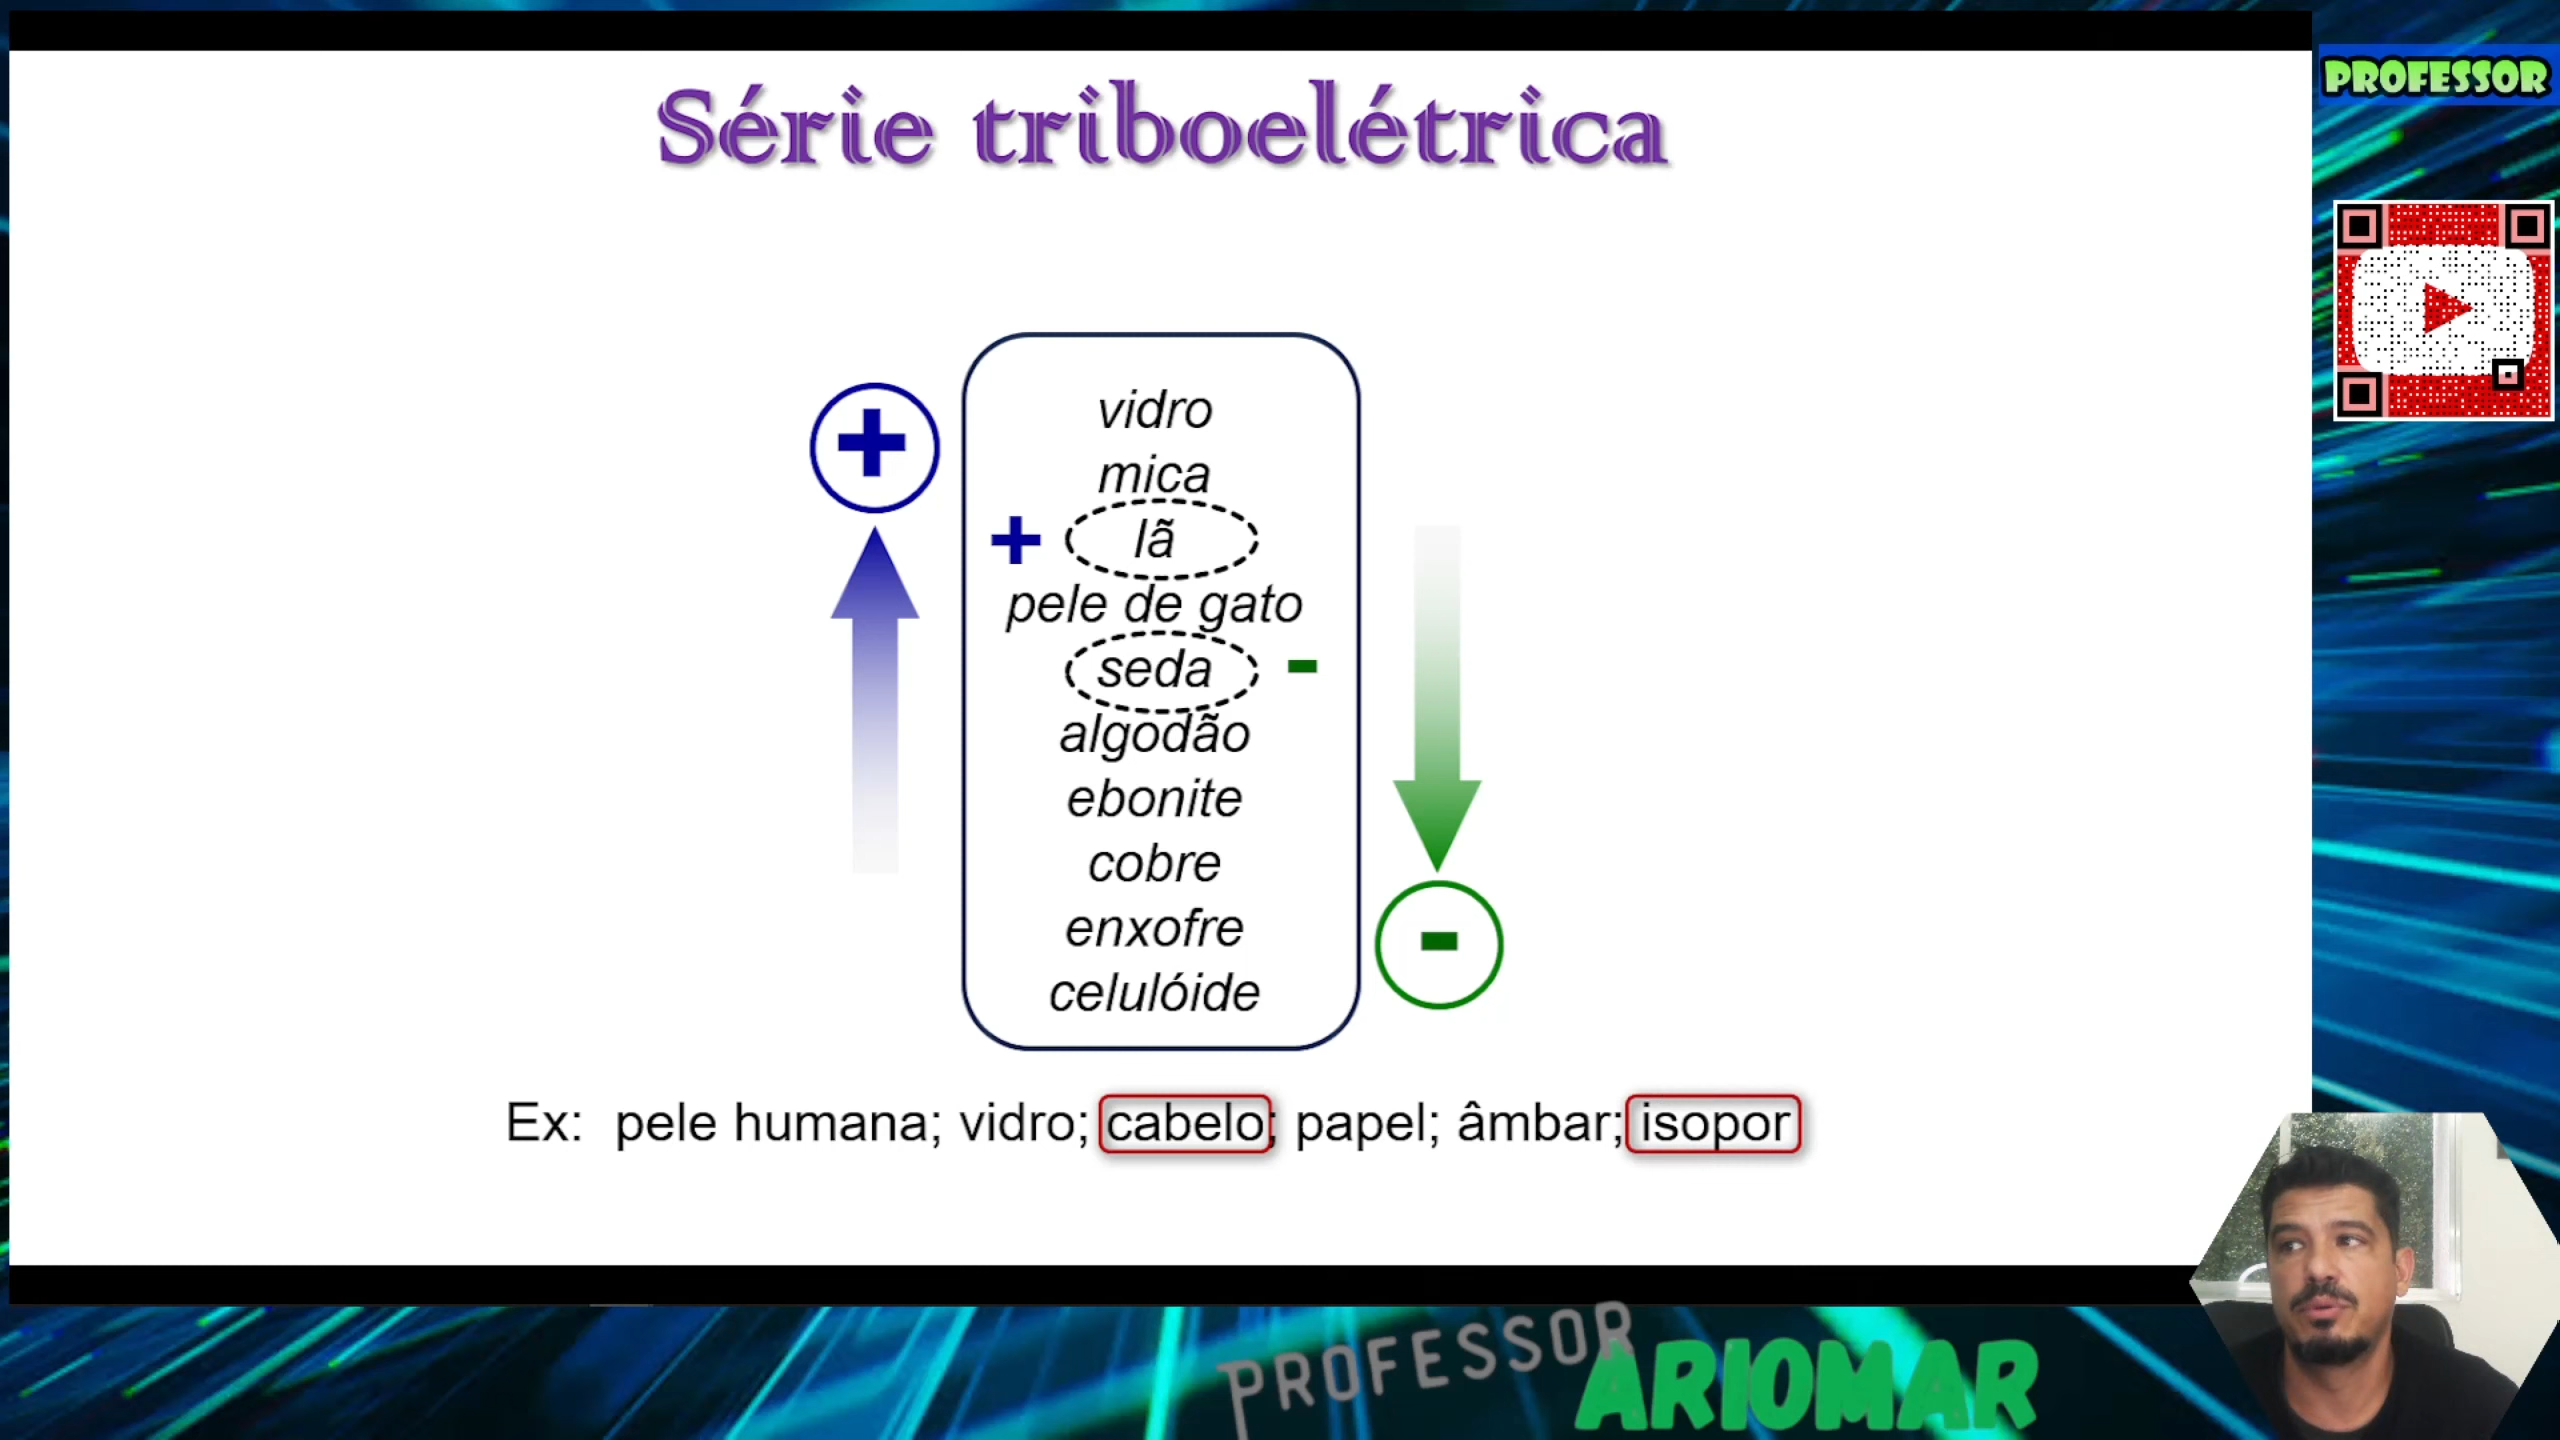 PROFESSOR
Série triboelétrica
+
vidro
mica
+ lã
pele de gato
seda -
algodão
ebonite
cobre
enxofre
-
celulóide
Ex: pele humana; vidro; cabelo; papel; âmbar; isopor
PROFESSOR
ARIOMAR